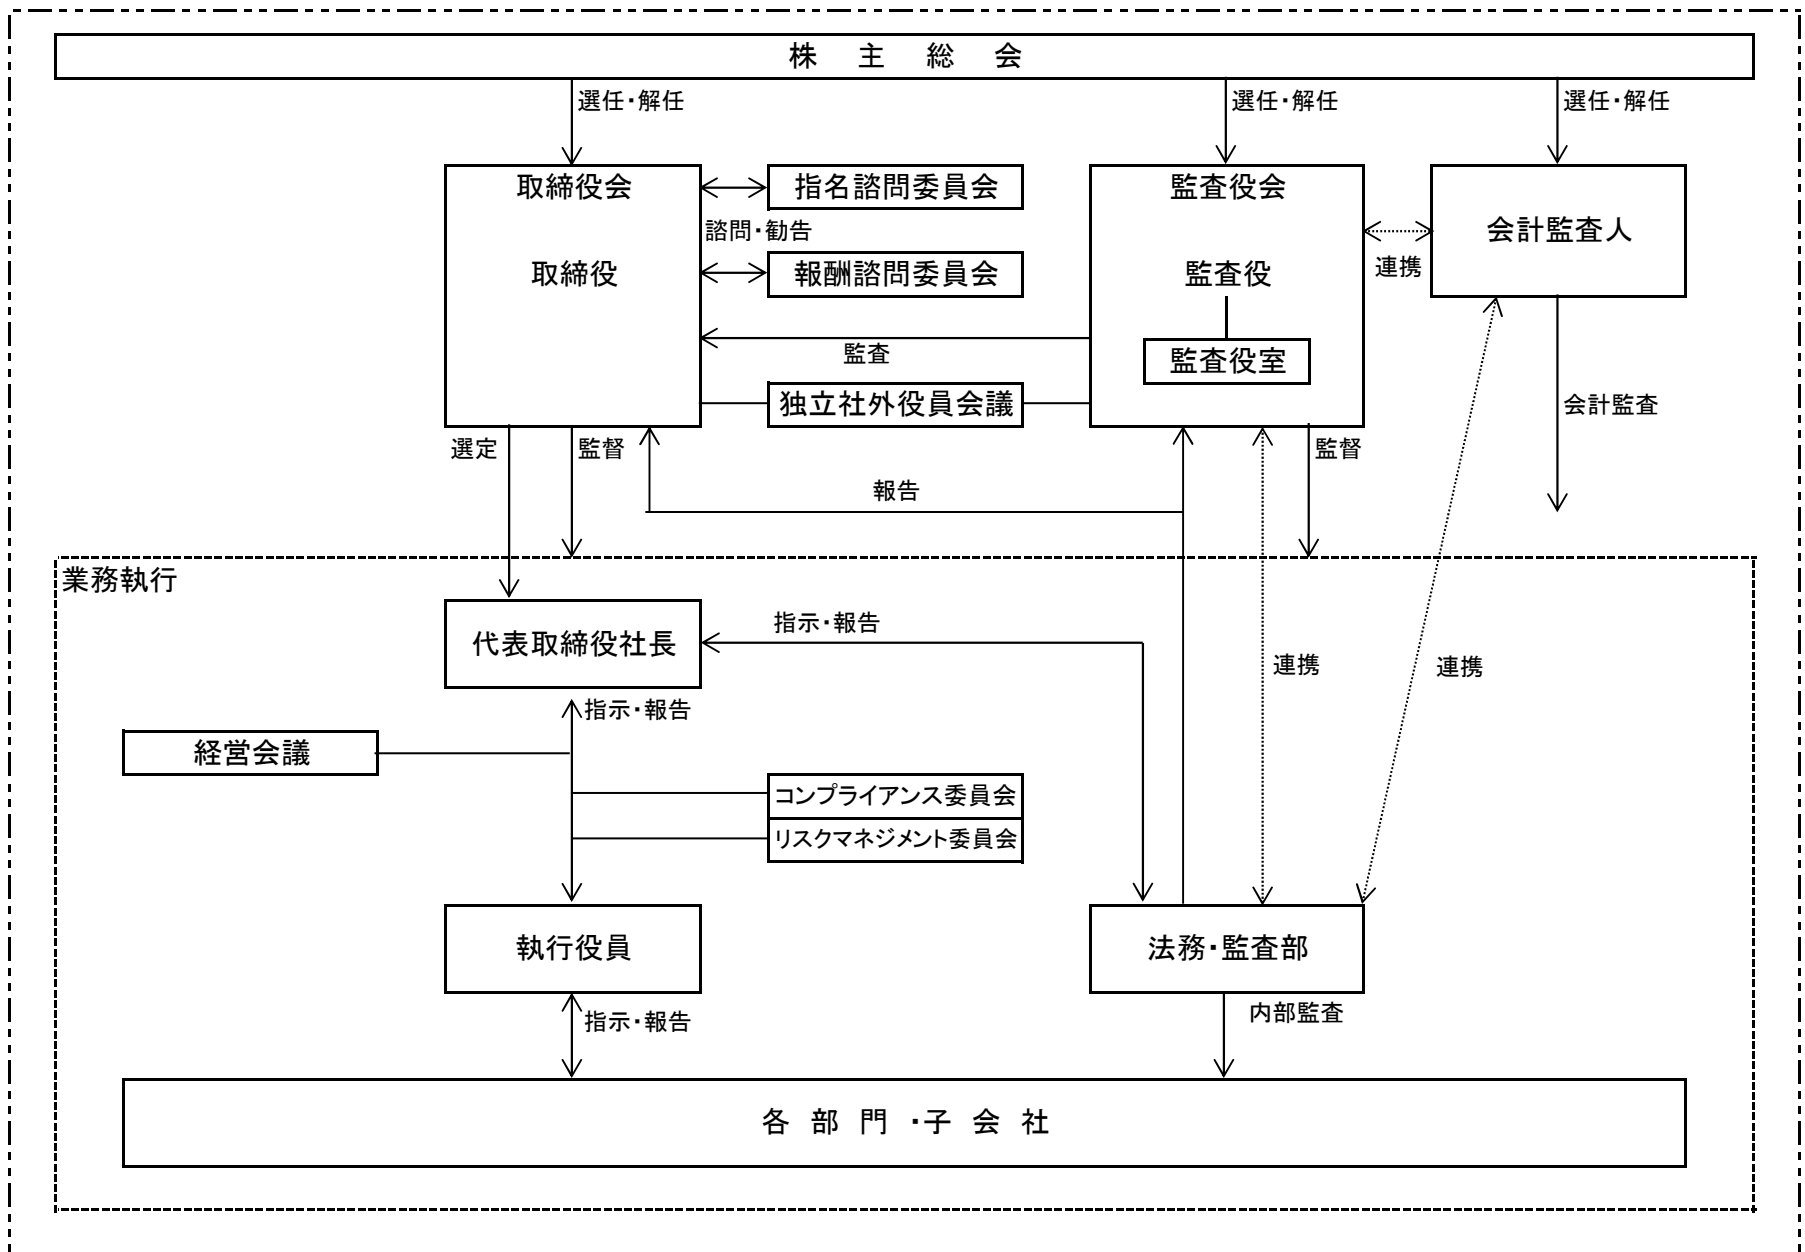 株 主 総 会
選任・解任
選任・解任
選任・解任
取締役会
指名諮問委員会
監査役会
会計監査人
諮問・勧告
取締役
報酬諮問委員会
監査役
連携
監査
監査役室
独立社外役員会議
会計監査
選定
監督
監督
報告
業務執行
代表取締役社長
指示・報告
連携
連携
指示・報告
経営会議
コンプライアンス委員会
リスクマネジメント委員会
執行役員
法務・監査部
指示・報告
内部監査
各 部 門 ・子 会 社